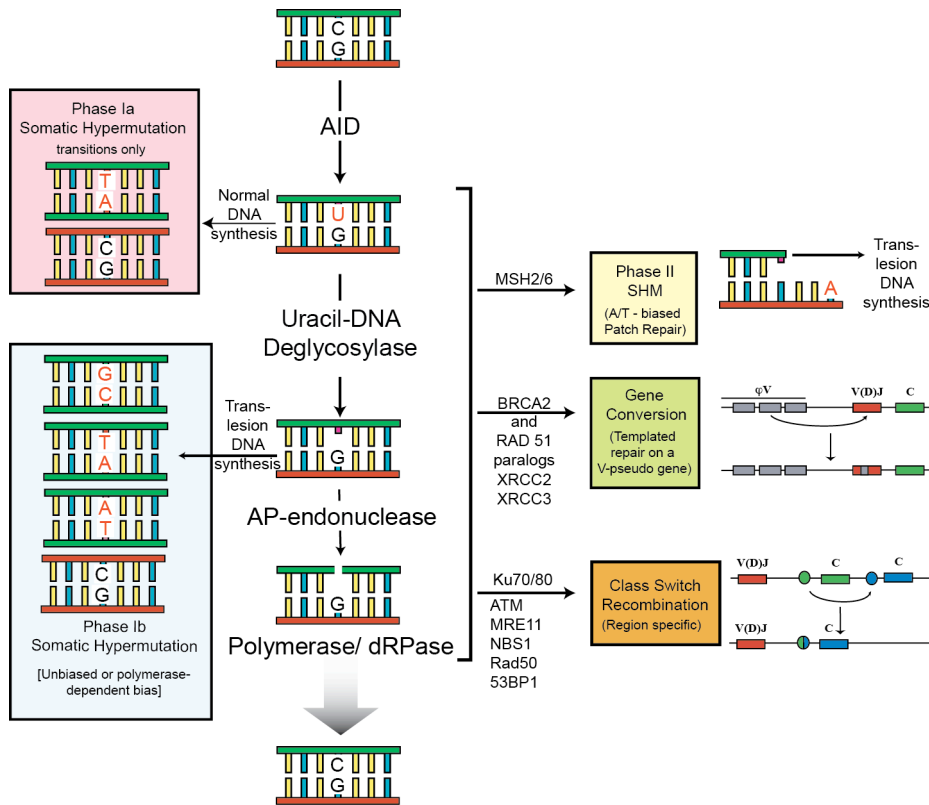 C
G
AID
Phase Ia
Somatic Hypermutation
transitions only
T
A
C
G
Normal
DNA
synthesis
U
G
Uracil-DNA
Deglycosylase
G
C
T
A
A
T
C
G
Phase Ib
Somatic Hypermutation
[Unbiased or polymerase-
dependent bias]
Trans-
lesion
DNA
synthesis
G
AP-endonuclease
G
Polymerase/ dRPase
C
G
MSH2/6
Phase II
SHM
(A/T - biased
Patch Repair)
A
Trans-
lesion
DNA
synthesis
BRCA2
and
RAD 51
paralogs
XRCC2
XRCC3
Gene
Conversion
(Templated
repair on a
V-pseudo gene)
φV
V(D)J
C
Ku70/80
ATM
MRE11
NBS1
Rad50
53BP1
Class Switch
Recombination
(Region specific)
V(D)J
C
C
V(D)J
C